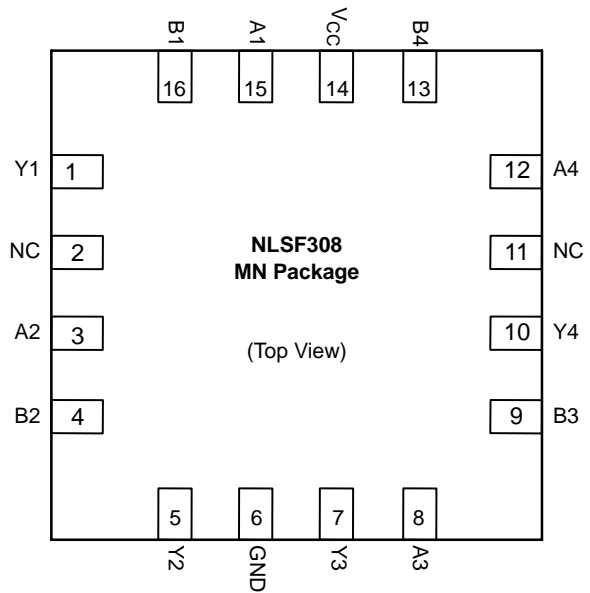 B1 A1 VCC B4
16 15 14 13
Y1 1 12 A4
NC 2 11 NC
NLSF308
MN Package
A2 3 10 Y4
(Top View)
B2 4 9 B3
5 6 7 8
Y2 GND Y3 A3